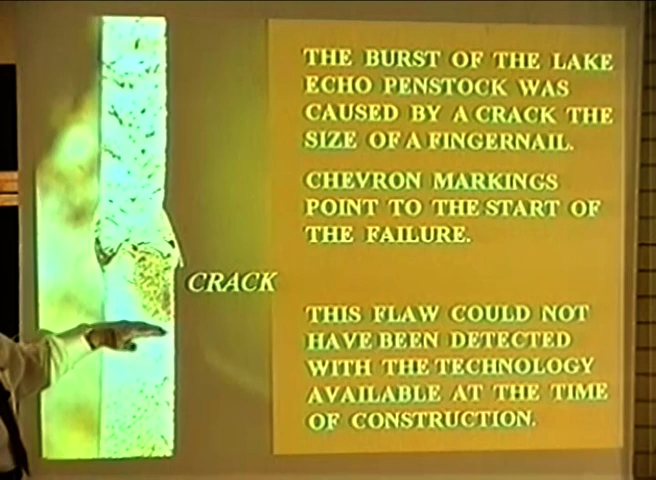 THE BURST OF THE LAKE
ECHO PENSTOCK WAS
CAUSED BY A CRACK THE
SIZE OF A FINGERNAIL.
CHEVRON MARKINGS
POINT TO THE START OF
THE FAILURE.
CRACK
THIS FLAW COULD NOT
HAVE BEEN DETECTED
WITH THE TECHNOLOGY
AVAILABLE AT THE TIME
OF CONSTRUCTION.